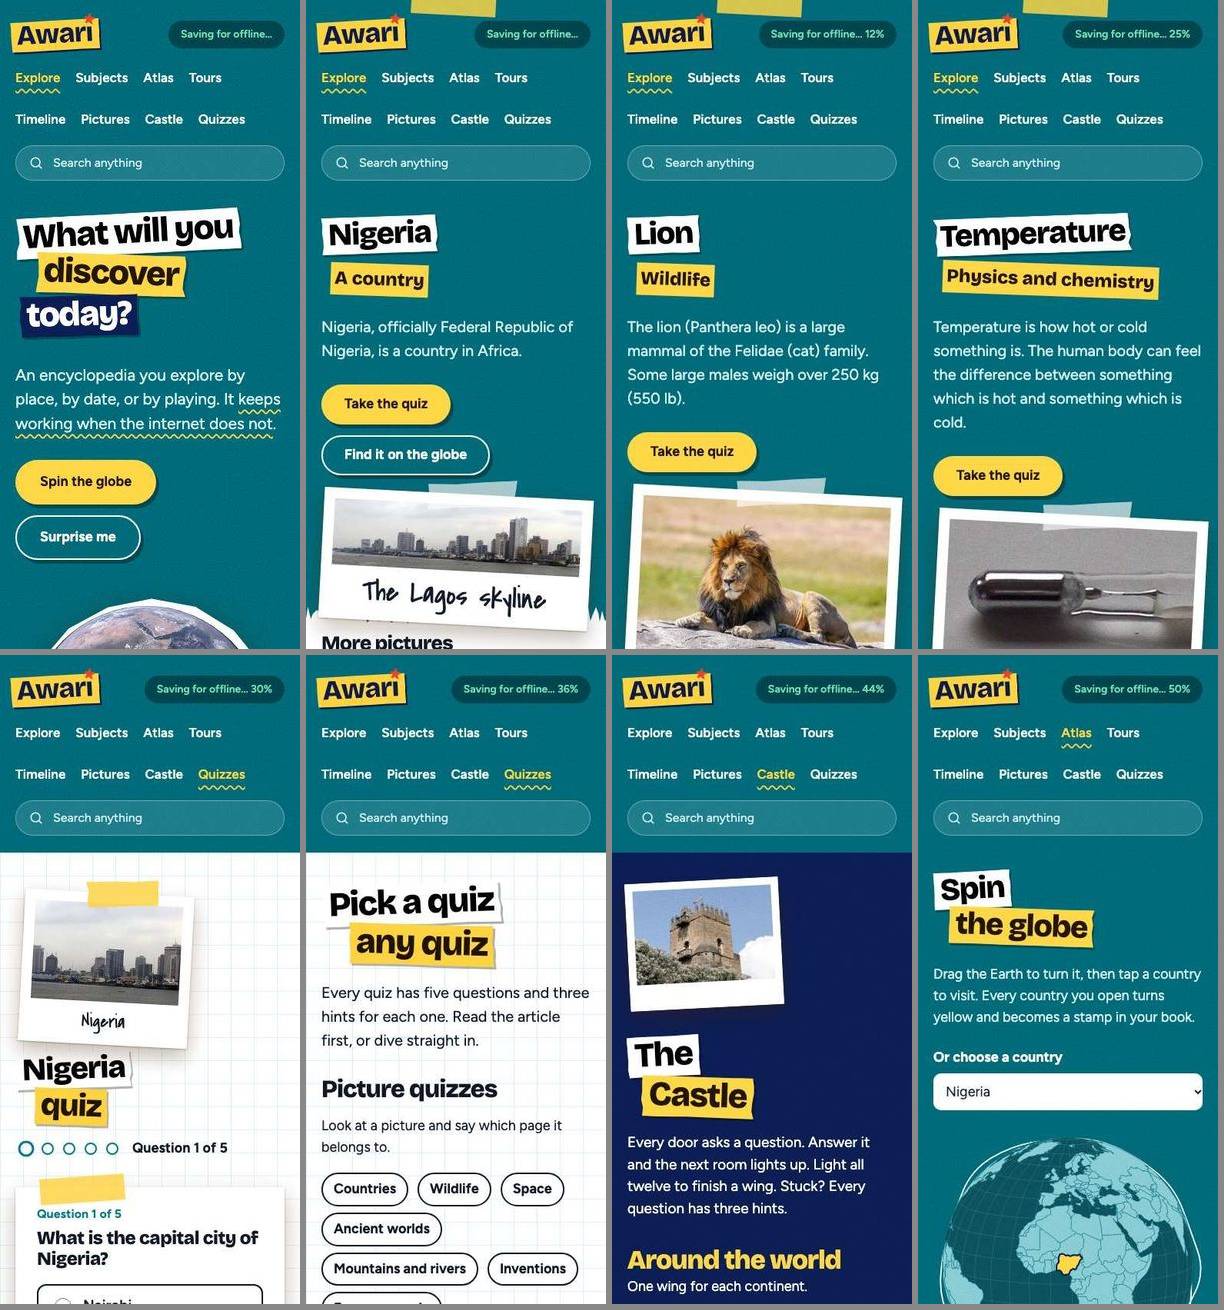 Awari
Saving for offline...
Explore Subjects Atlas Tours
Timeline Pictures Castle Quizzes
Search anything
What will you
discover
today?
An encyclopedia you explore by
place, by date, or by playing. It keeps
working when the internet does not.
Spin the globe
Surprise me
Awari
Saving for offline...
Explore Subjects Atlas Tours
Timeline Pictures Castle Quizzes
Search anything
Nigeria
A country
Nigeria, officially Federal Republic of
Nigeria, is a country in Africa.
Take the quiz
Find it on the globe
The Lagos skyline
More pictures
Awari
Saving for offline... 12%
Explore Subjects Atlas Tours
Timeline Pictures Castle Quizzes
Search anything
Lion
Wildlife
The lion (Panthera leo) is a large
mammal of the Felidae (cat) family.
Some large males weigh over 250 kg
(550 lb).
Take the quiz
Awari
Saving for offline... 25%
Explore Subjects Atlas Tours
Timeline Pictures Castle Quizzes
Search anything
Temperature
Physics and chemistry
Temperature is how hot or cold
something is. The human body can feel
the difference between something
which is hot and something which is
cold.
Take the quiz
Awari
Saving for offline... 30%
Explore Subjects Atlas Tours
Timeline Pictures Castle Quizzes
Search anything
Nigeria
Nigeria
quiz
Question 1 of 5
Question 1 of 5
What is the capital city of
Nigeria?
Awari
Saving for offline... 36%
Explore Subjects Atlas Tours
Timeline Pictures Castle Quizzes
Search anything
Pick a quiz
any quiz
Every quiz has five questions and three
hints for each one. Read the article
first, or dive straight in.
Picture quizzes
Look at a picture and say which page it
belongs to.
Countries Wildlife Space
Ancient worlds
Mountains and rivers Inventions
Awari
Saving for offline... 44%
Explore Subjects Atlas Tours
Timeline Pictures Castle Quizzes
Search anything
The
Castle
Every door asks a question. Answer it
and the next room lights up. Light all
twelve to finish a wing. Stuck? Every
question has three hints.
Around the world
One wing for each continent.
Awari
Saving for offline... 50%
Explore Subjects Atlas Tours
Timeline Pictures Castle Quizzes
Search anything
Spin
the globe
Drag the Earth to turn it, then tap a country
to visit. Every country you open turns
yellow and becomes a stamp in your book.
Or choose a country
Nigeria